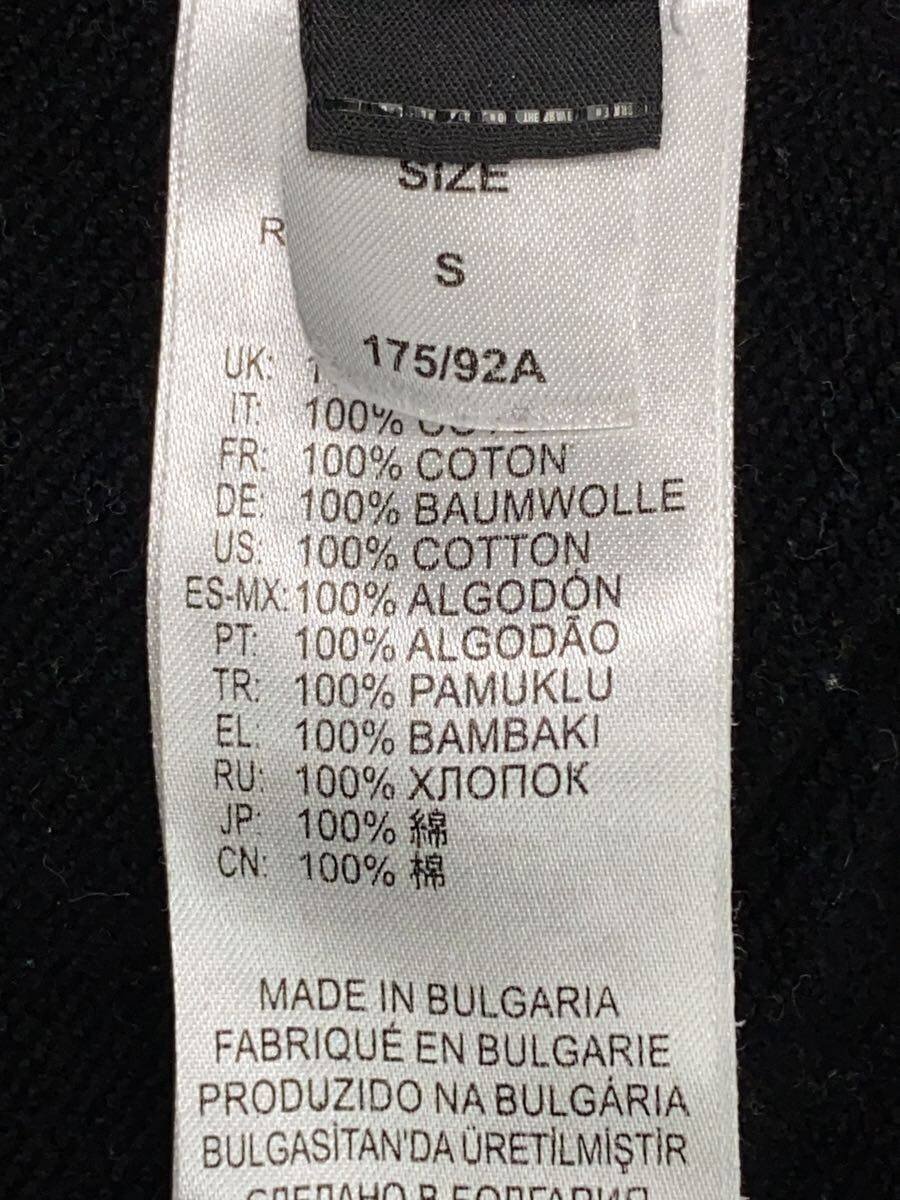 SIZE
R
S
175/92A
UK:
IT: 100%
FR: 100% COTON
DE: 100% BAUMWOLLE
US: 100% COTTON
ES-MX: 100% ALGODÓN
PT: 100% ALGODÃO
TR: 100% PAMUKLU
EL: 100% BAMBAKI
RU: 100% ХЛОПОК
JP: 100% 綿
CN: 100% 棉
MADE IN BULGARIA
FABRIQUÉ EN BULGARIE
PRODUZIDO NA BULGÁRIA
BULGASİTAN'DA ÜRETİLMİŞTİR
СДЕЛАНО В БОЛГАРИИ